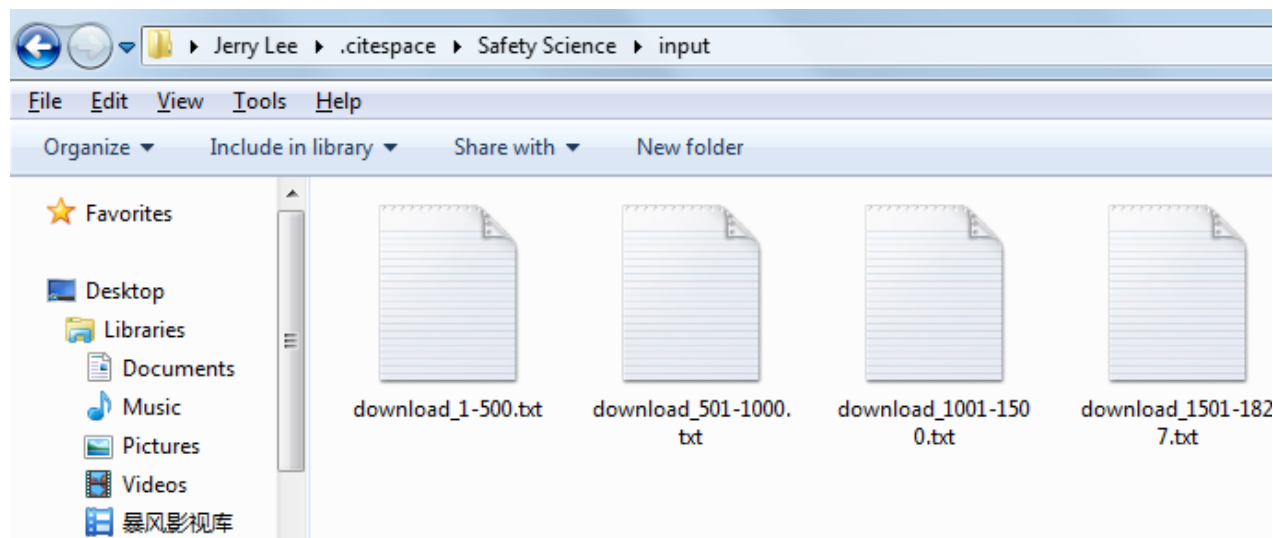 Jerry Lee ▸ .citespace ▸ Safety Science ▸ input
File Edit View Tools Help
Organize Include in library Share with New folder
Favorites
Desktop
Libraries
Documents
Music
Pictures
Videos
暴风影视库
download_1-500.txt
download_501-1000.
txt
download_1001-150
0.txt
download_1501-182
7.txt